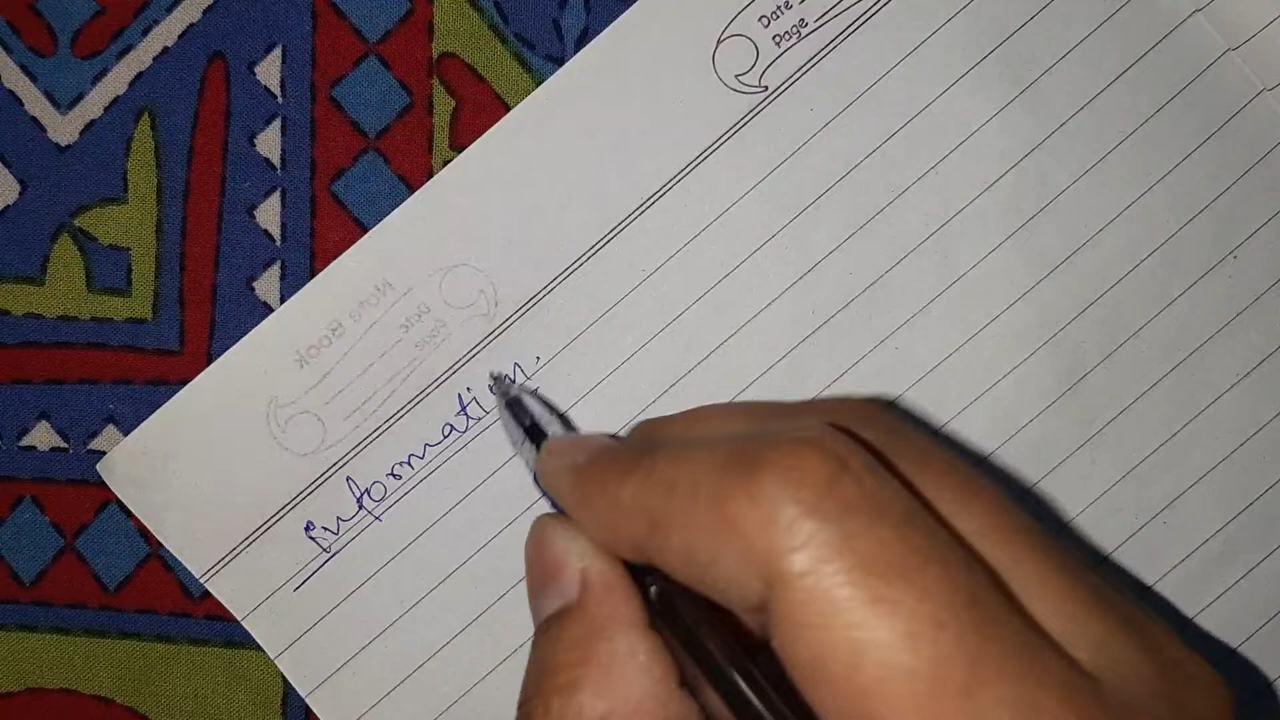 Date
Page
Note Book
Date
Page
Information.